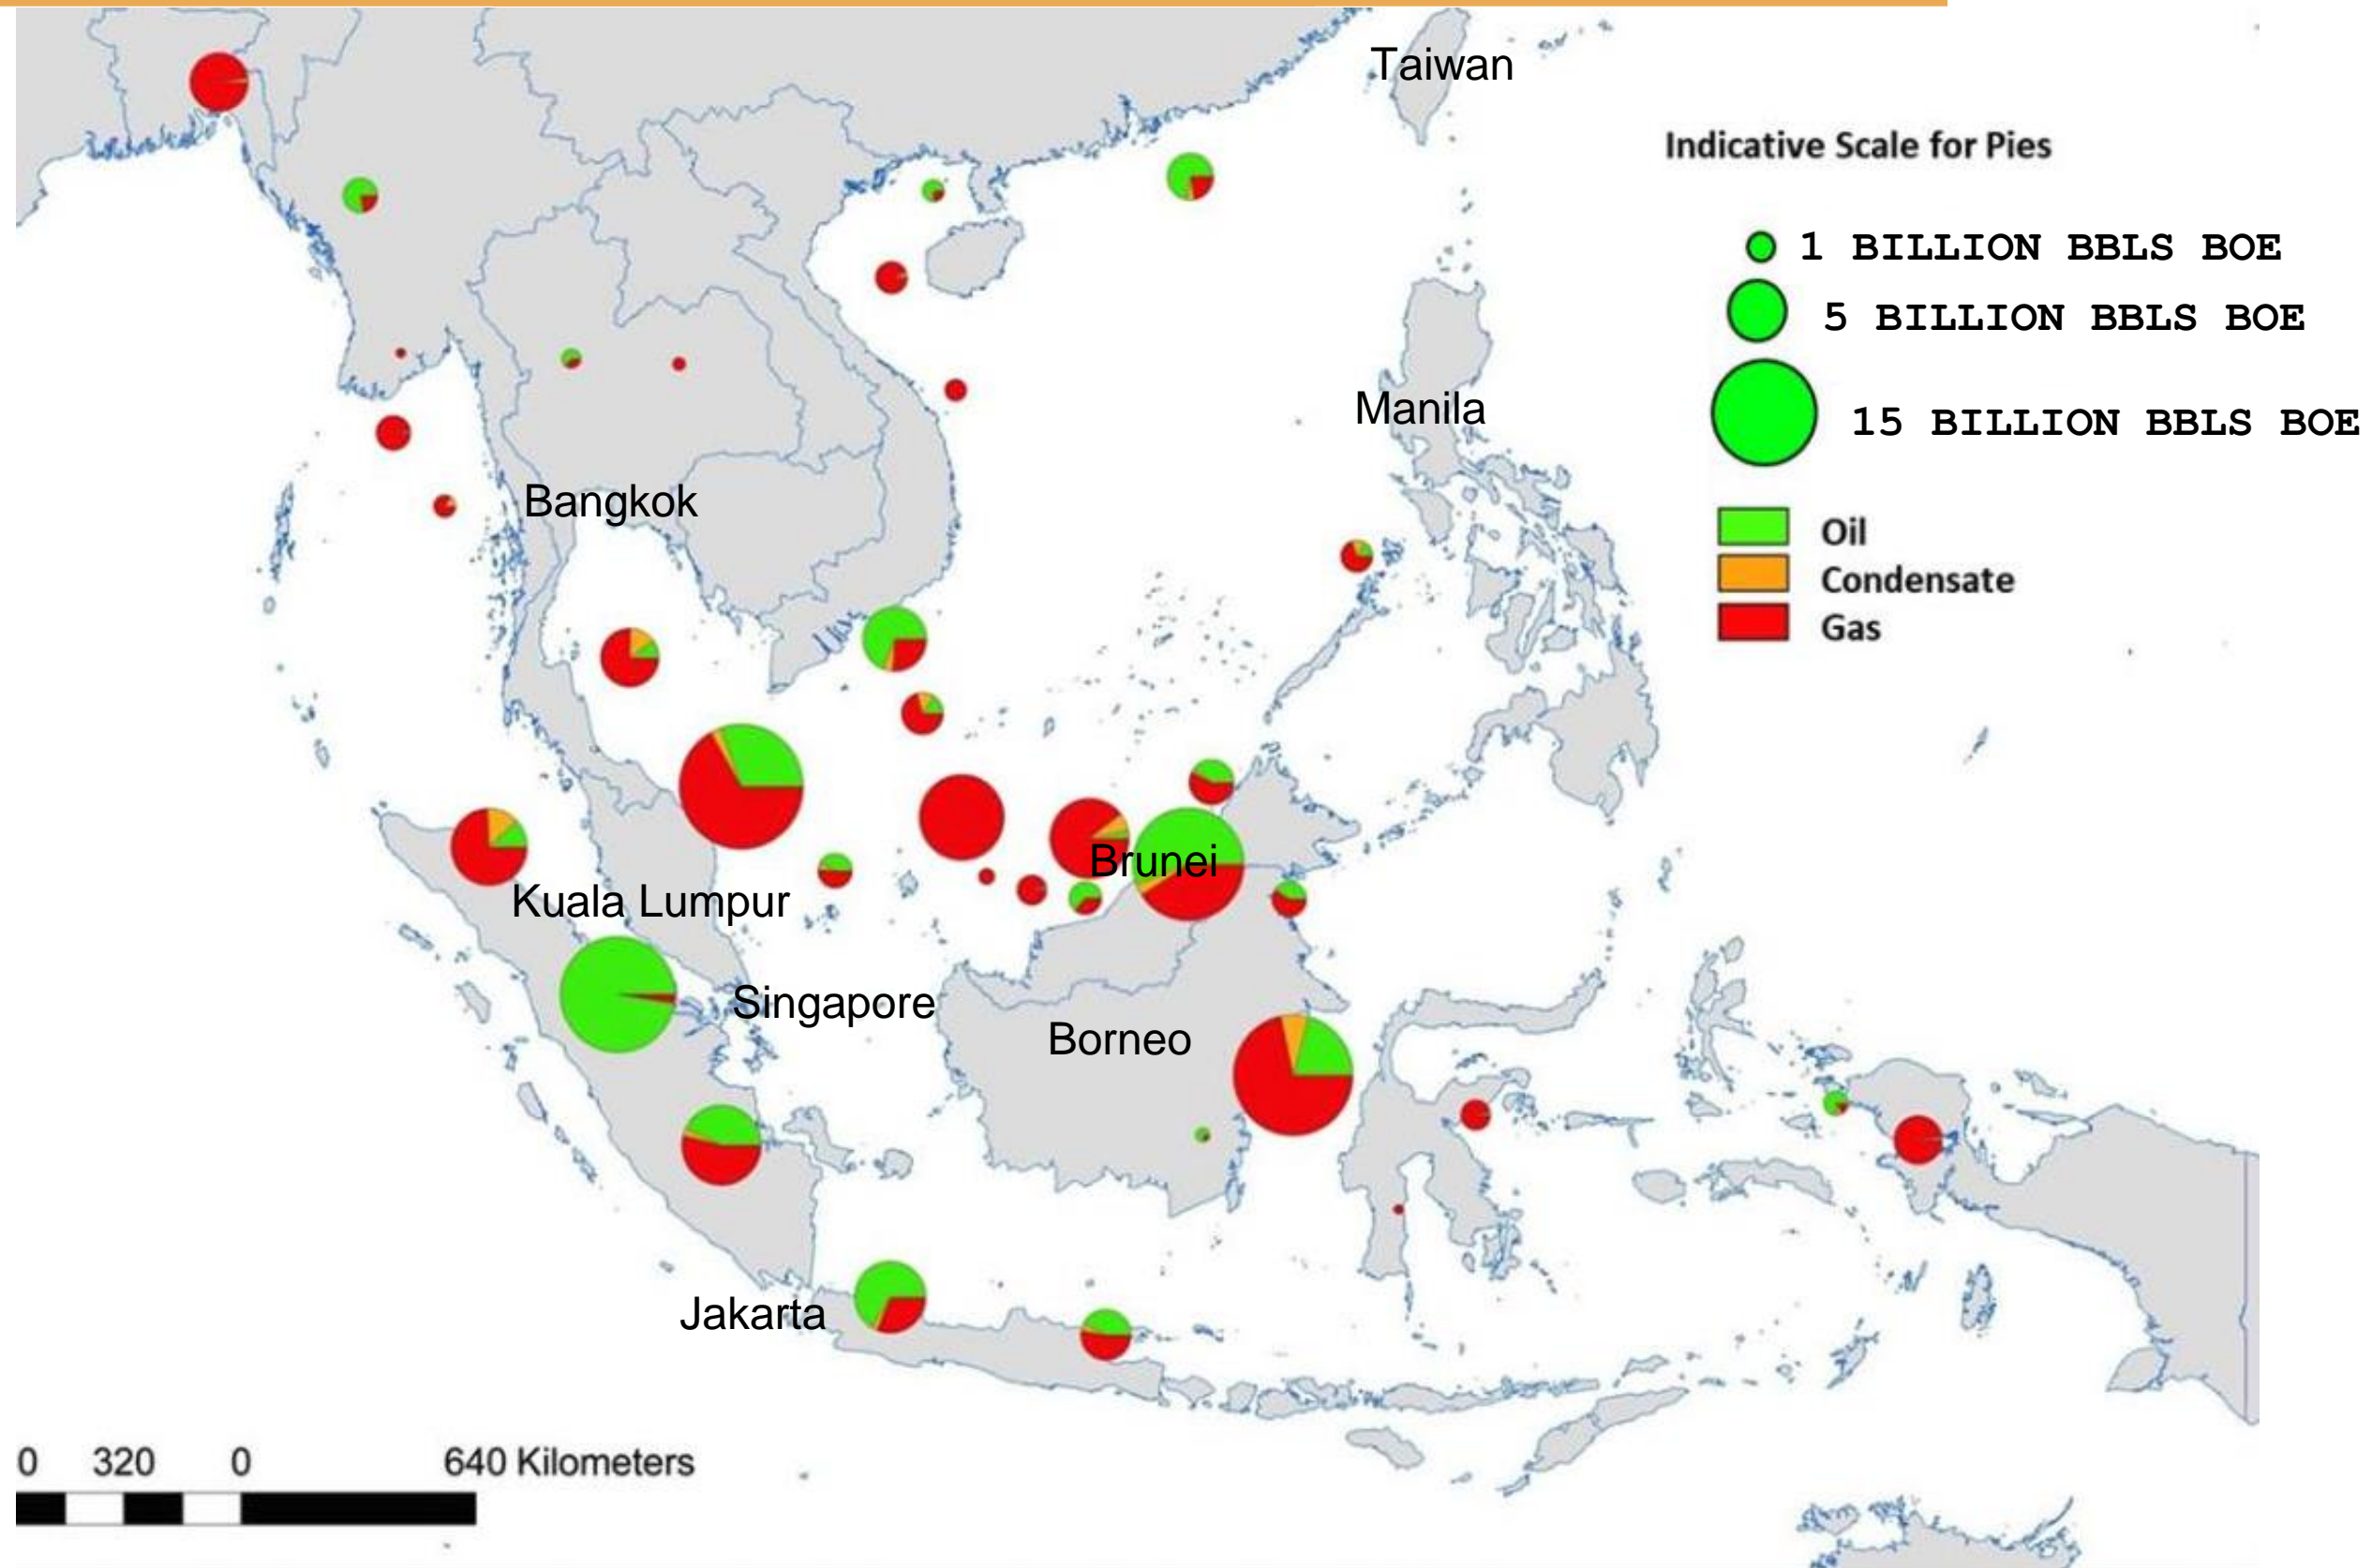 Taiwan
Indicative Scale for Pies
1 BILLION BBLS BOE
5 BILLION BBLS BOE
15 BILLION BBLS BOE
Manila
Bangkok
Oil
Condensate
Gas
Brunei
Kuala Lumpur
Singapore
Borneo
Jakarta
0 320 0 640 Kilometers